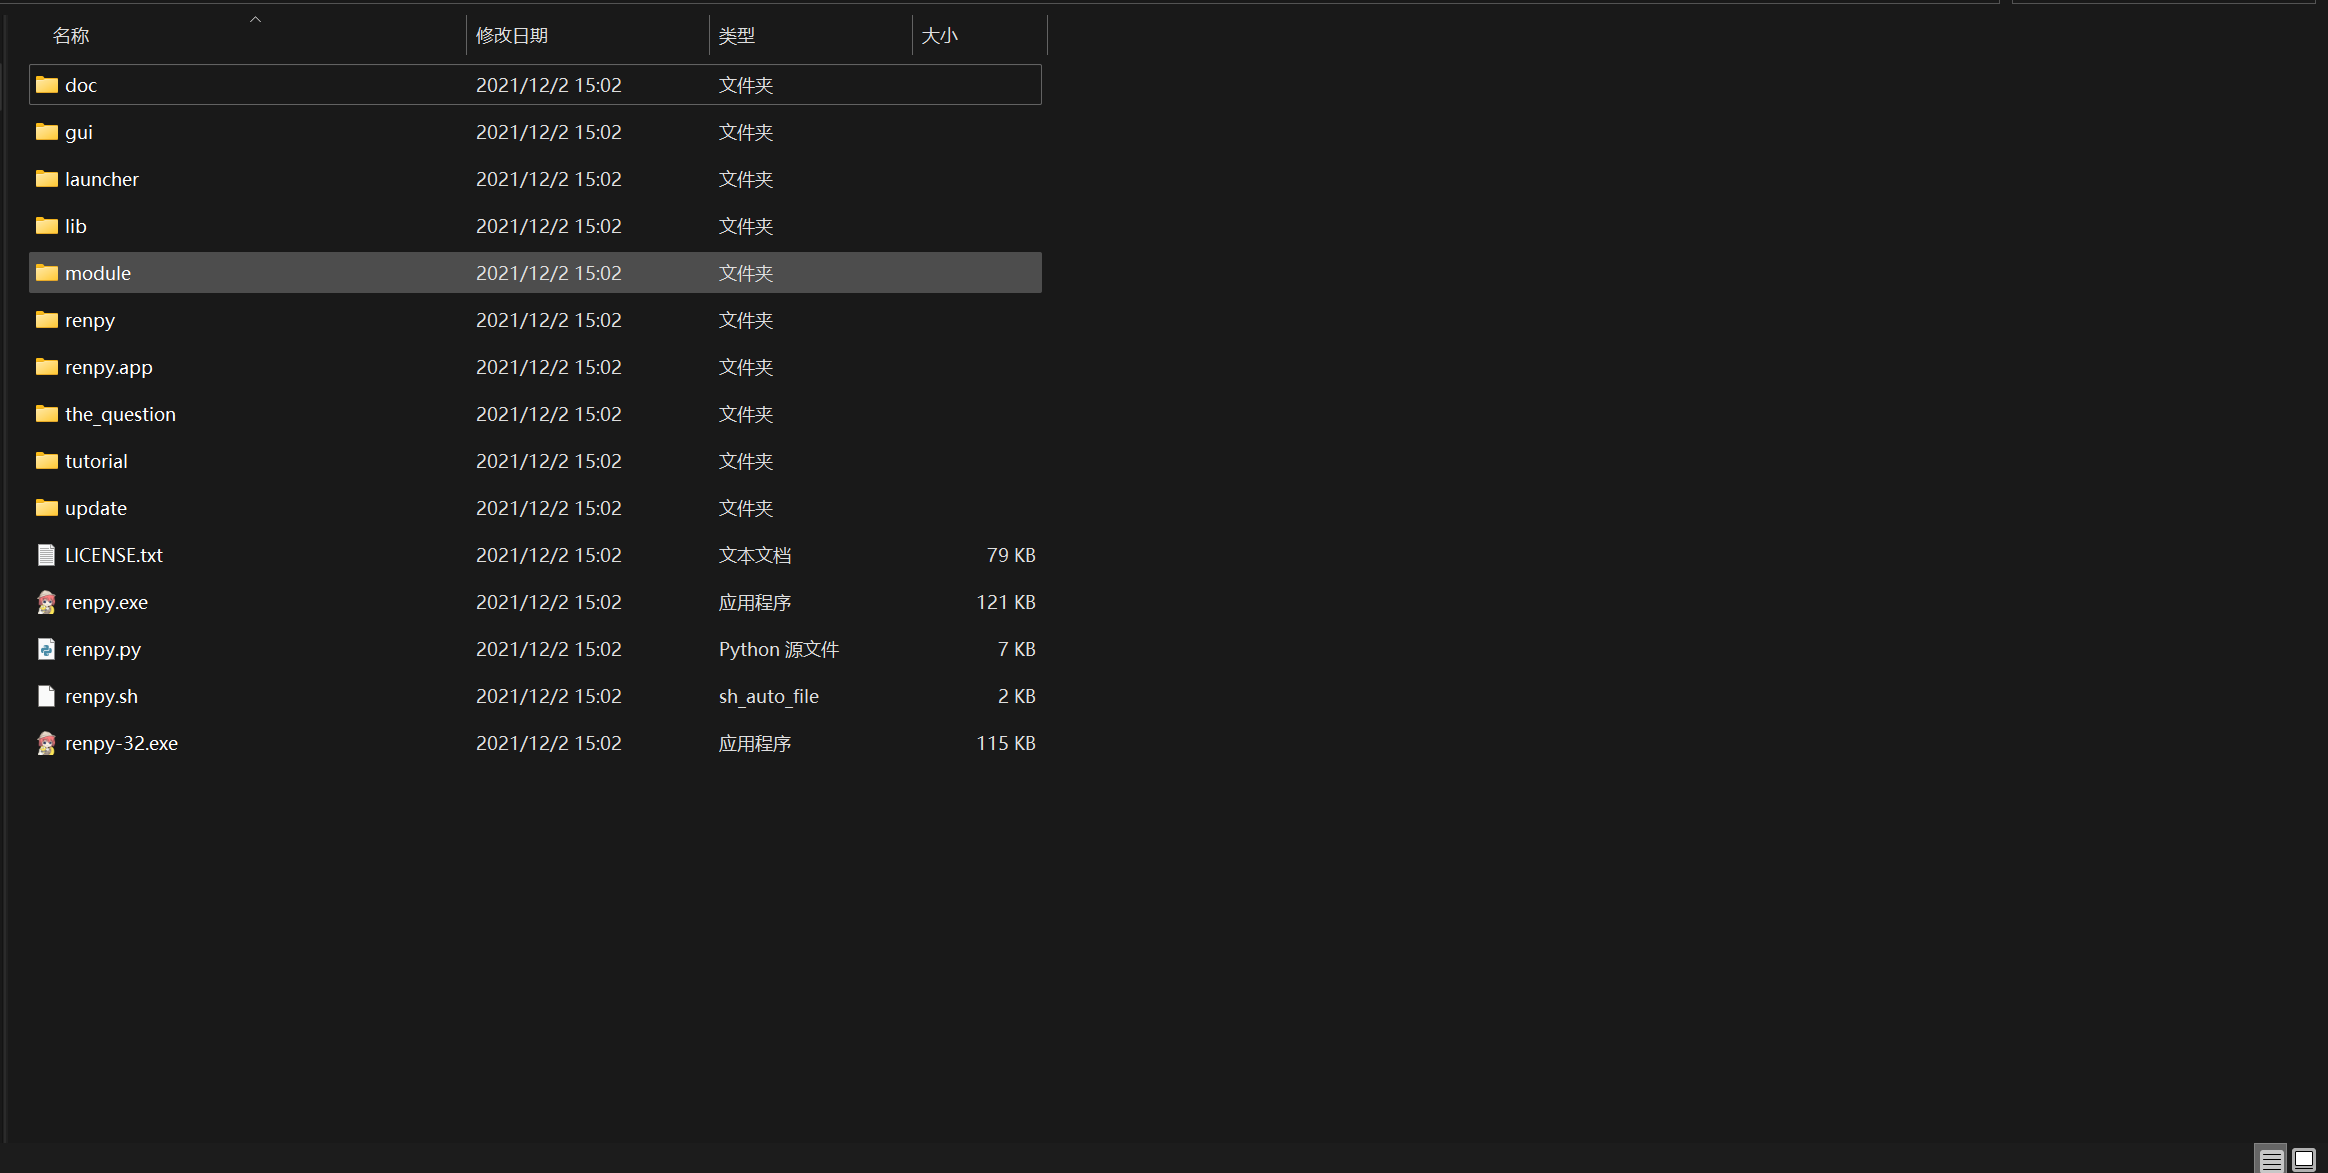 名称 修改日期 类型 大小
doc 2021/12/2 15:02 文件夹
gui 2021/12/2 15:02 文件夹
launcher 2021/12/2 15:02 文件夹
lib 2021/12/2 15:02 文件夹
module 2021/12/2 15:02 文件夹
renpy 2021/12/2 15:02 文件夹
renpy.app 2021/12/2 15:02 文件夹
the_question 2021/12/2 15:02 文件夹
tutorial 2021/12/2 15:02 文件夹
update 2021/12/2 15:02 文件夹
LICENSE.txt 2021/12/2 15:02 文本文档 79 KB
renpy.exe 2021/12/2 15:02 应用程序 121 KB
renpy.py 2021/12/2 15:02 Python 源文件 7 KB
renpy.sh 2021/12/2 15:02 sh_auto_file 2 KB
renpy-32.exe 2021/12/2 15:02 应用程序 115 KB